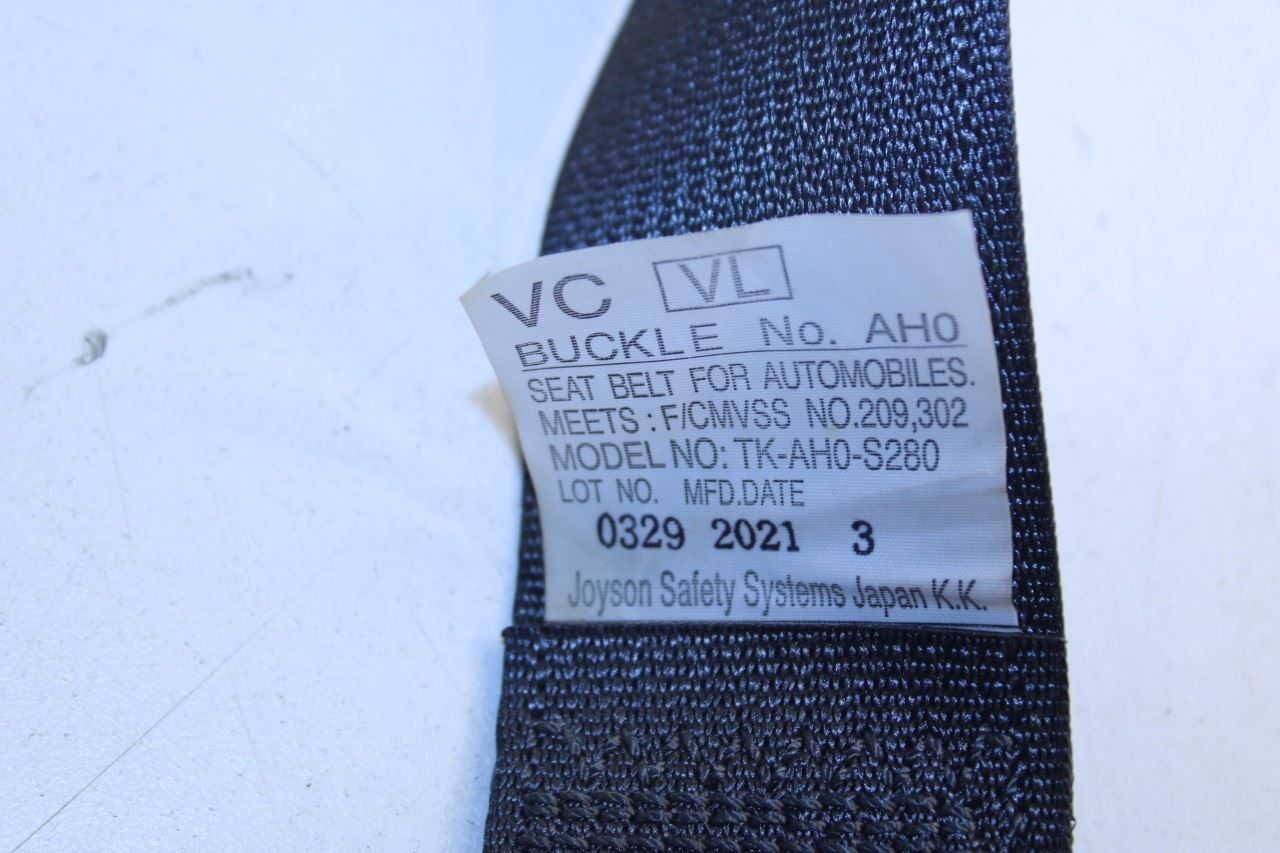 VC VL
BUCKLE No. AH0
SEAT BELT FOR AUTOMOBILES.
MEETS : F/CMVSS NO.209,302
MODEL NO: TK-AH0-S280
LOT NO. MFD.DATE
0329 2021 3
Joyson Safety Systems Japan K.K.